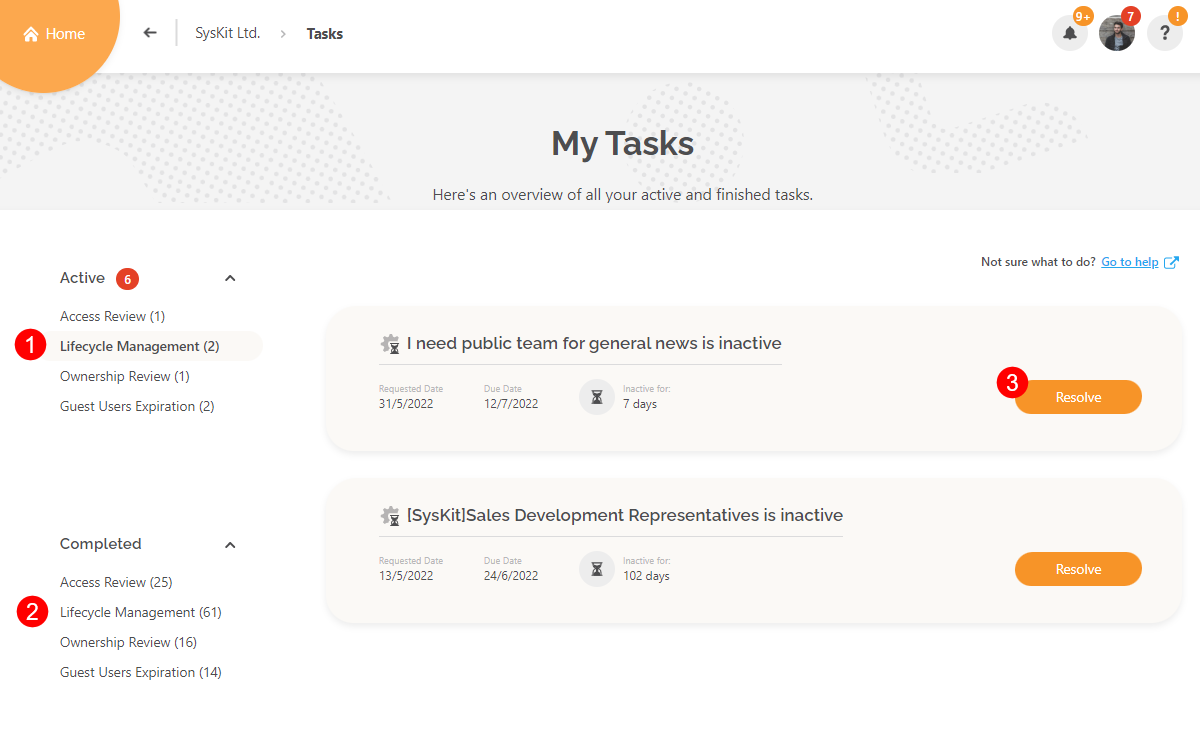 Home
SysKit Ltd. > Tasks
9+
7
?
!
My Tasks
Here's an overview of all your active and finished tasks.
Not sure what to do? Go to help
Active 6
Access Review (1)
1
Lifecycle Management (2)
Ownership Review (1)
Guest Users Expiration (2)
Completed
Access Review (25)
2
Lifecycle Management (61)
Ownership Review (16)
Guest Users Expiration (14)
I need public team for general news is inactive
Requested Date
31/5/2022
Due Date
12/7/2022
Inactive for:
7 days
3
Resolve
[SysKit]Sales Development Representatives is inactive
Requested Date
13/5/2022
Due Date
24/6/2022
Inactive for:
102 days
Resolve